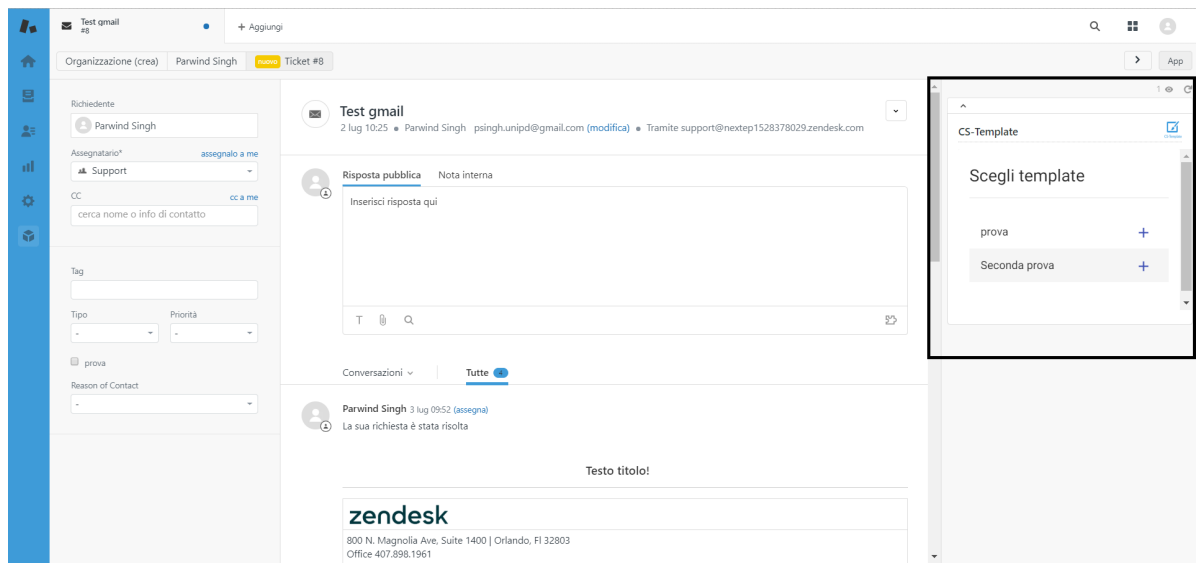 Test gmail
#8
+ Aggiungi
Organizzazione (crea)
Parwind Singh
nuovo Ticket #8
App
Richiedente
Parwind Singh
Assegnatario*
assegnalo a me
Support
CC
cc a me
cerca nome o info di contatto
Tag
Tipo
Priorità
-
-
prova
Reason of Contact
-
Test gmail
2 lug 10:25 • Parwind Singh psingh.unipd@gmail.com (modifica) • Tramite support@nextep1528378029.zendesk.com
Risposta pubblica
Nota interna
Inserisci risposta qui
T
Conversazioni
Tutte 4
Parwind Singh 3 lug 09:52 (assegna)
La sua richiesta è stata risolta
Testo titolo!
zendesk
800 N. Magnolia Ave, Suite 1400 | Orlando, Fl 32803
Office 407.898.1961
1
CS-Template
Scegli template
prova +
Seconda prova +